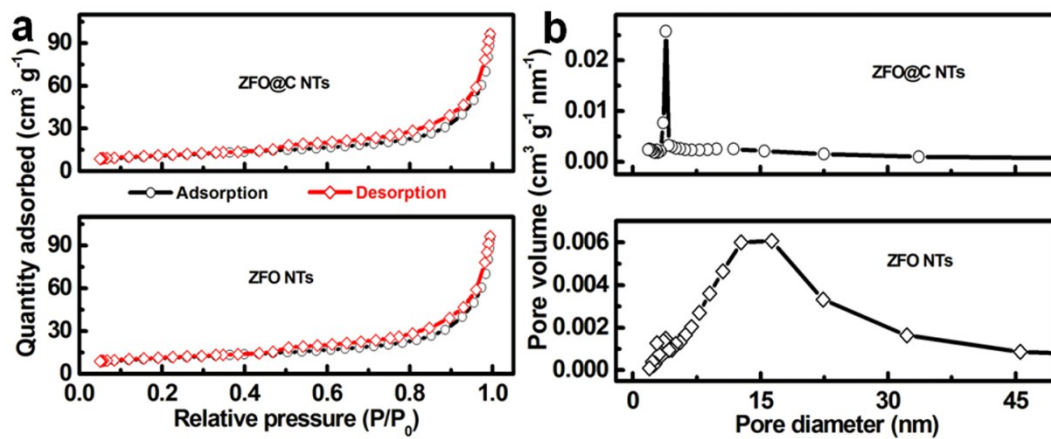 a
Quantity adsorbed (cm³ g⁻¹)
90
60
30
0
ZFO@C NTs
Adsorption
Desorption
90
60
30
0
ZFO NTs
0.0
0.2
0.4
0.6
0.8
1.0
Relative pressure (P/P₀)
b
Pore volume (cm³ g⁻¹ nm⁻¹)
0.02
0.01
0.00
ZFO@C NTs
0.006
0.004
0.002
0.000
ZFO NTs
0
15
30
45
Pore diameter (nm)